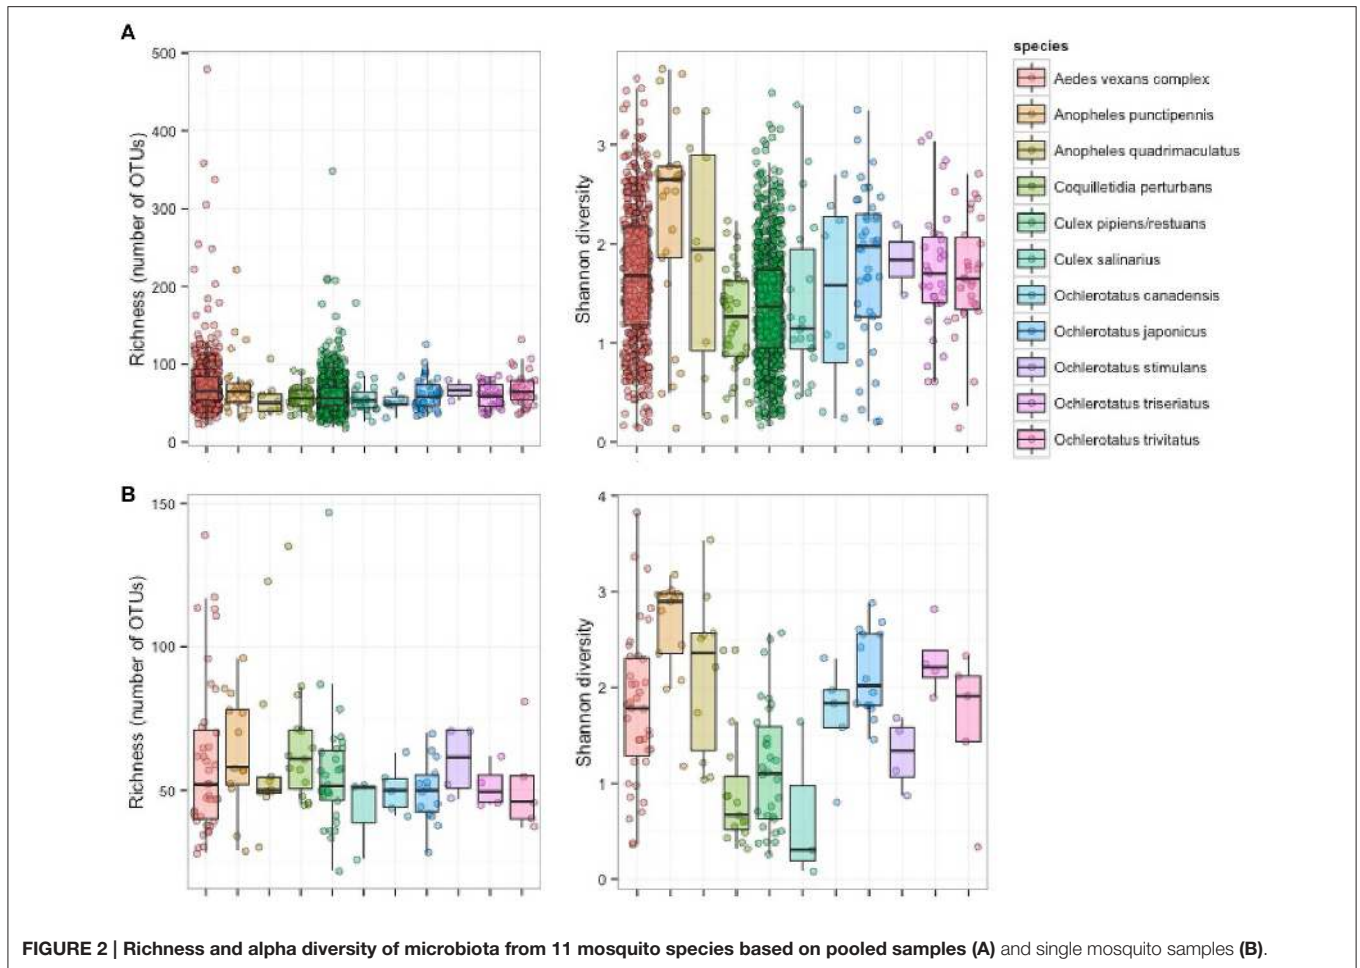 A
500
400
300
200
100
0
Richness (number of OTUs)
3
2
1
0
Shannon diversity
species
Aedes vexans complex
Anopheles punctipennis
Anopheles quadrimaculatus
Coquilletidia perturbans
Culex pipiens/restuans
Culex salinarius
Ochlerotatus canadensis
Ochlerotatus japonicus
Ochlerotatus stimulans
Ochlerotatus triseriatus
Ochlerotatus trivitatus
B
150
100
50
Richness (number of OTUs)
4
3
2
1
0
Shannon diversity
FIGURE 2 | Richness and alpha diversity of microbiota from 11 mosquito species based on pooled samples (A) and single mosquito samples (B).